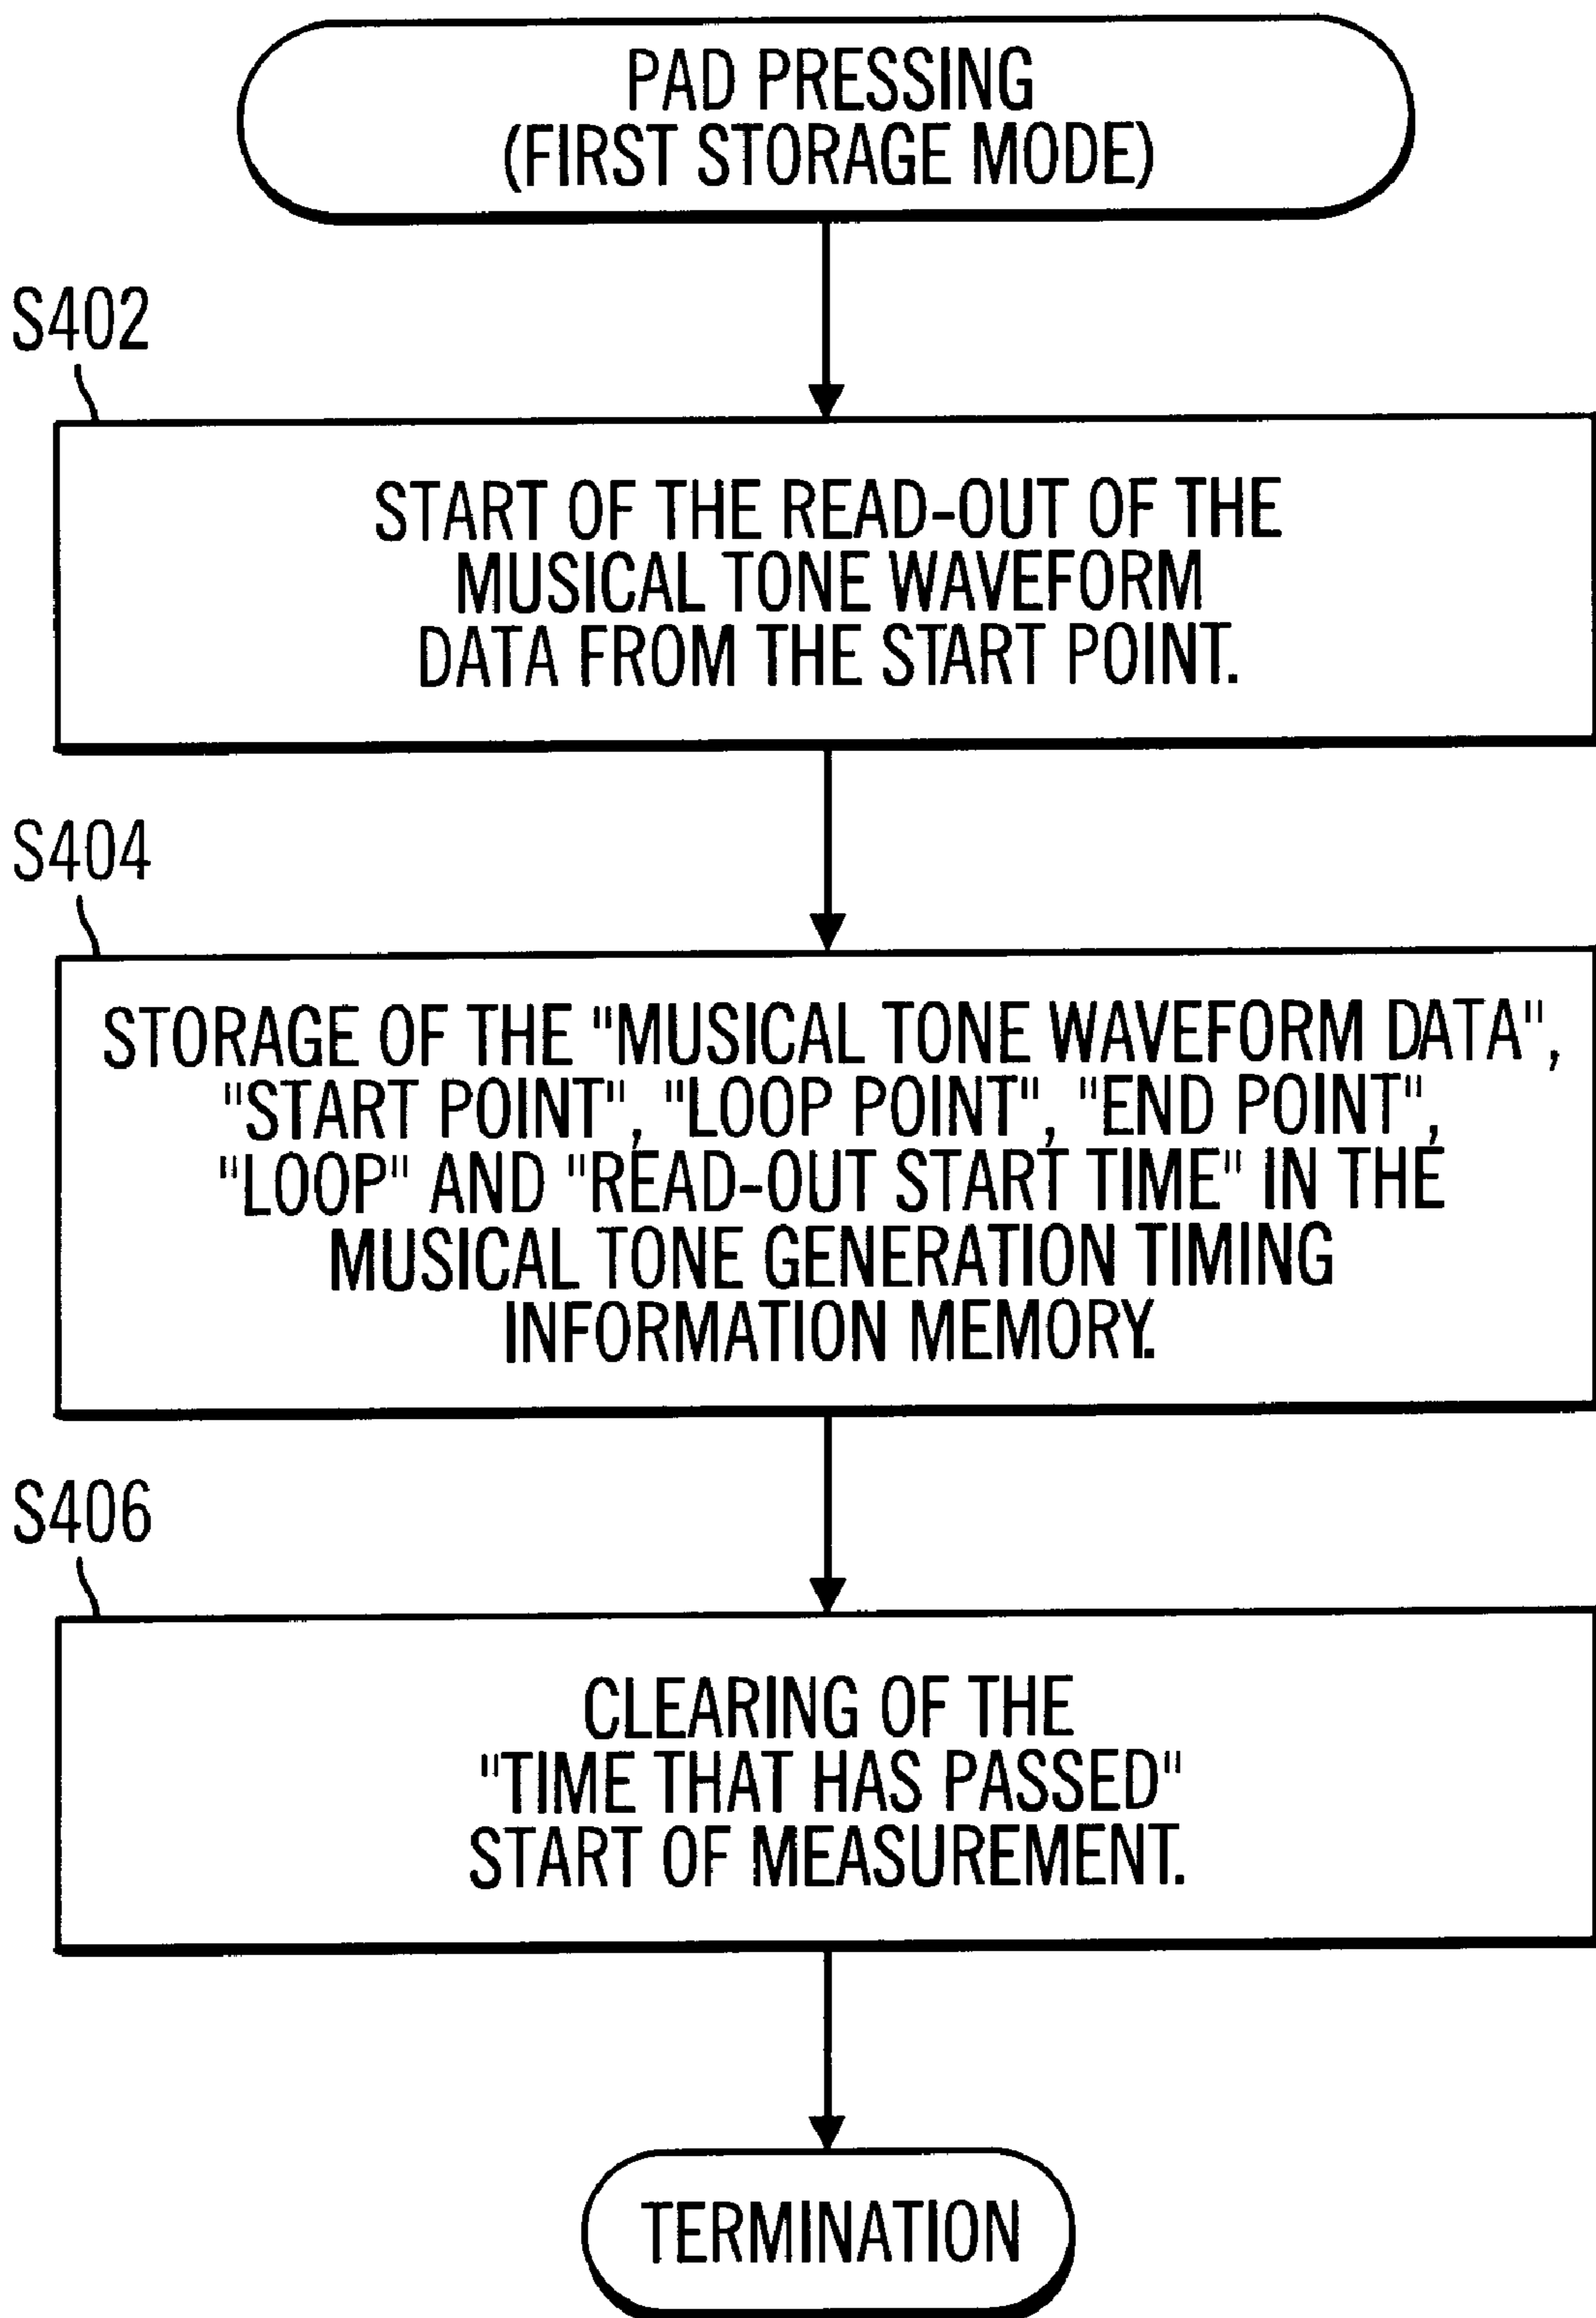 PAD PRESSING
(FIRST STORAGE MODE)
S402
START OF THE READ-OUT OF THE
MUSICAL TONE WAVEFORM
DATA FROM THE START POINT.
S404
STORAGE OF THE "MUSICAL TONE WAVEFORM DATA",
"START POINT", "LOOP POINT", "END POINT",
"LOOP" AND "READ-OUT START TIME" IN THE
MUSICAL TONE GENERATION TIMING
INFORMATION MEMORY.
S406
CLEARING OF THE
"TIME THAT HAS PASSED"
START OF MEASUREMENT.
TERMINATION